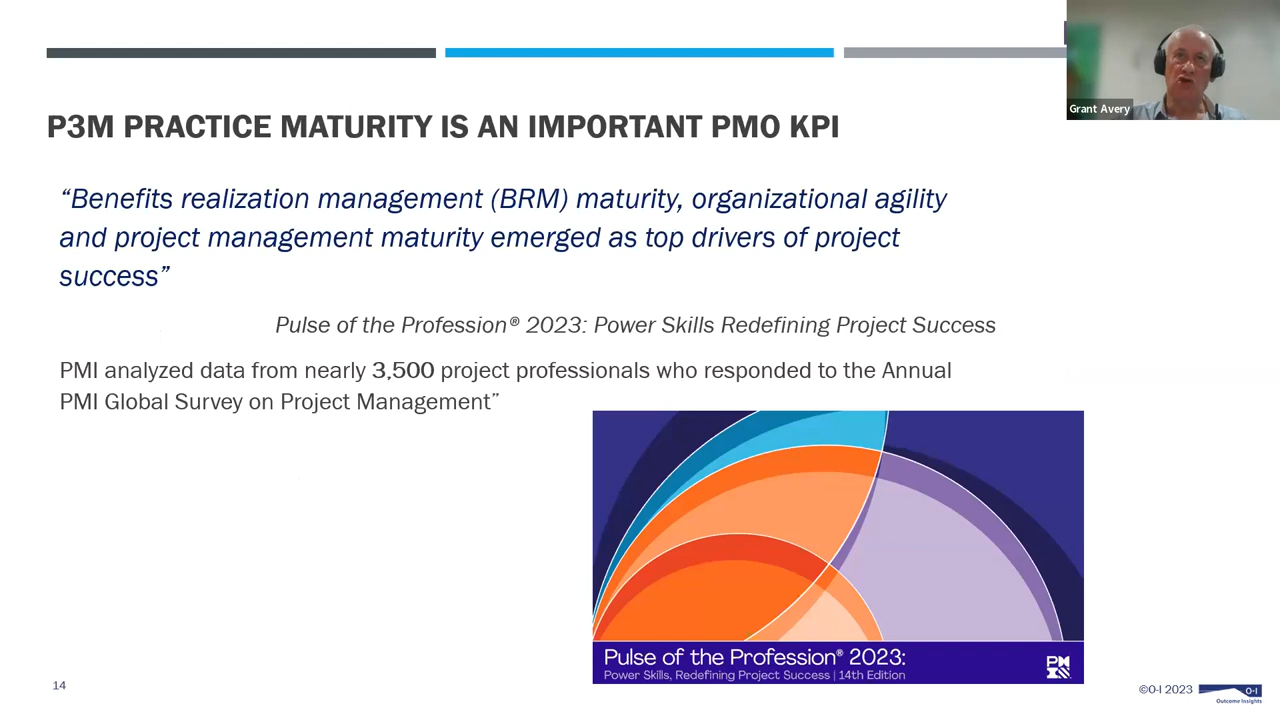 Grant Avery
P3M PRACTICE MATURITY IS AN IMPORTANT PMO KPI
“Benefits realization management (BRM) maturity, organizational agility
and project management maturity emerged as top drivers of project
success”
Pulse of the Profession® 2023: Power Skills Redefining Project Success
PMI analyzed data from nearly 3,500 project professionals who responded to the Annual
PMI Global Survey on Project Management”
Pulse of the Profession® 2023:
Power Skills, Redefining Project Success | 14th Edition
PMI
14
©O-I 2023
O-I
Outcome Insights